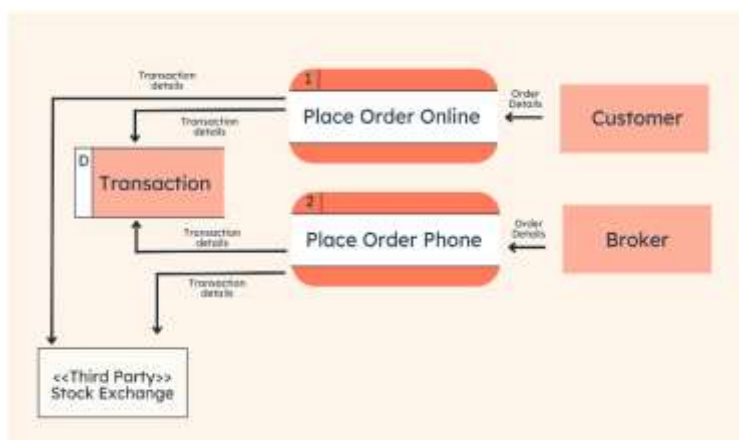 Transaction
details
1
Place Order Online
Order
Details
Customer
Transaction
details
D
Transaction
2
Place Order Phone
Order
Details
Broker
Transaction
details
Transaction
details
<<Third Party>>
Stock Exchange